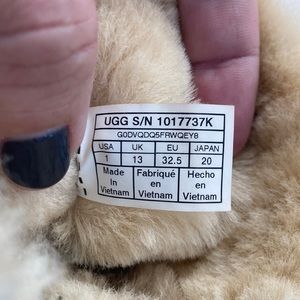 UGG S/N 1017737K
G0DVQDQ5FRWQEY8
USA UK EU JAPAN
1 13 32.5 20
Made in Vietnam
Fabriqué en Vietnam
Hecho en Vietnam